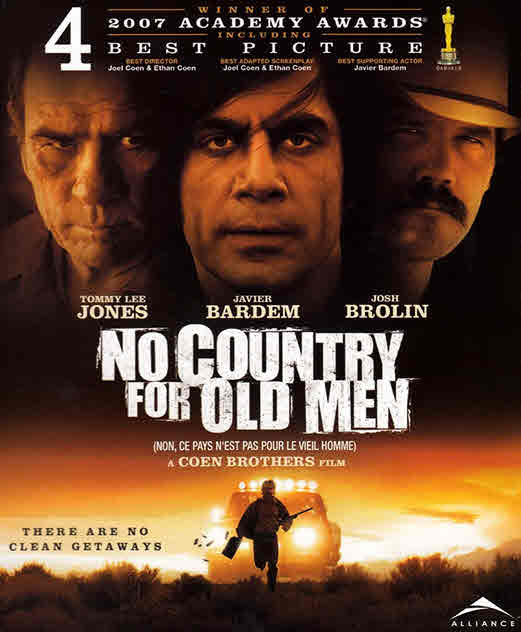 4
WINNER OF
2007 ACADEMY AWARDS®
INCLUDING
BEST PICTURE
BEST DIRECTOR
Joel Coen & Ethan Coen
BEST ADAPTED SCREENPLAY
Joel Coen & Ethan Coen
BEST SUPPORTING ACTOR
Javier Bardem
TOMMY LEE
JONES
JAVIER
BARDEM
JOSH
BROLIN
NO COUNTRY
FOR OLD MEN
(NON, CE PAYS N'EST PAS POUR LE VIEIL HOMME)
A COEN BROTHERS FILM
THERE ARE NO
CLEAN GETAWAYS
ALLIANCE